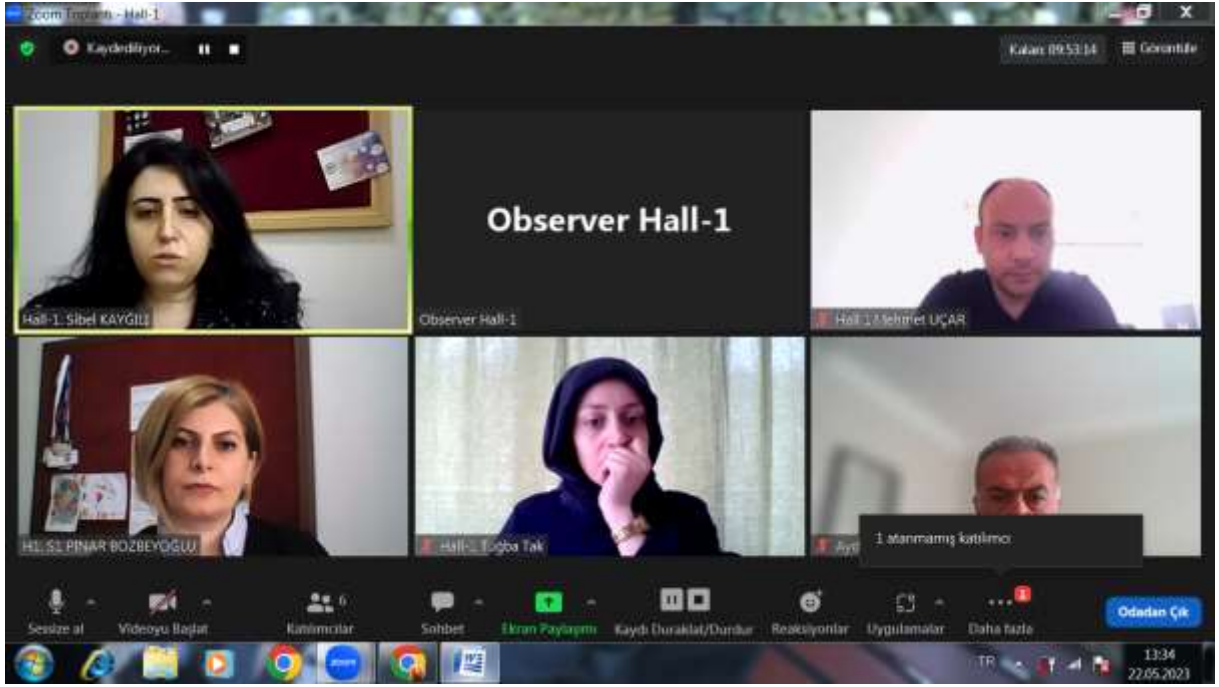 Zoom Toplantı - Hall-1
Kaydediliyor...
Kalan: 09:53:14
Görüntüle
Observer Hall-1
Hall-1. Sibel KAYGILI
Observer Hall-1
Hall 1 Mehmet UÇAR
H1. S1 PINAR BOZBEYOĞLU
Hall-1 Tuğba Tak
1 atanmamış katılımcı
6
1
Sessize al
Videoyu Başlat
Katılımcılar
Sohbet
Ekran Paylaşımı
Kaydı Duraklat/Durdur
Reaksiyonlar
Uygulamalar
Daha fazla
Odadan Çık
zoom
TR
13:34
22.05.2023